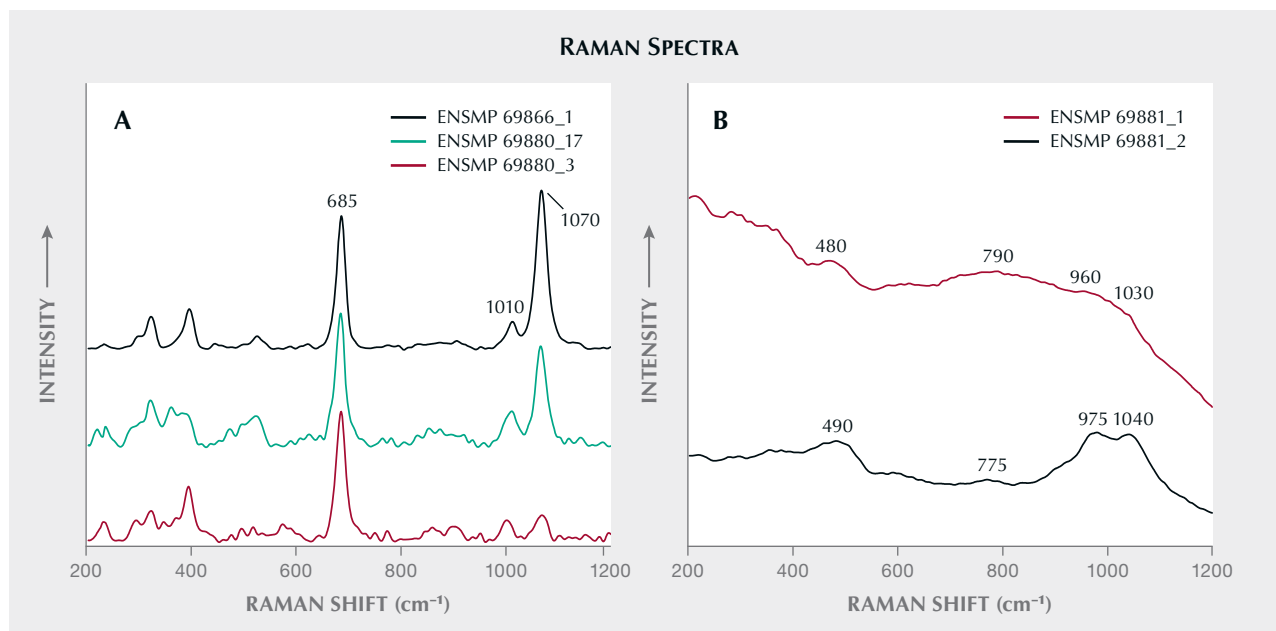 RAMAN SPECTRA
A
ENSMP 69866_1
ENSMP 69880_17
ENSMP 69880_3
685
1070
1010
INTENSITY
200 400 600 800 1000 1200
RAMAN SHIFT (cm⁻¹)
B
ENSMP 69881_1
ENSMP 69881_2
480
790
960
1030
490
775
975 1040
INTENSITY
200 400 600 800 1000 1200
RAMAN SHIFT (cm⁻¹)